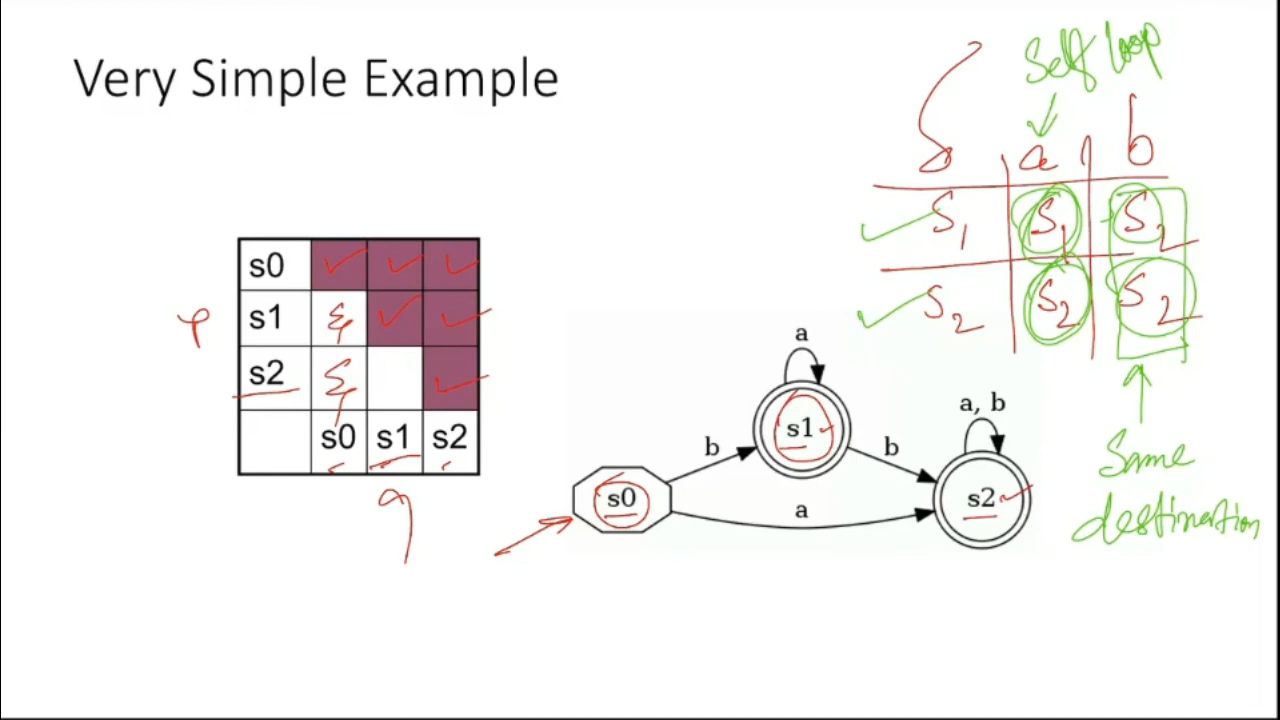 Very Simple Example
Self loop
δ a b
S1 S1 S2
S2 S2 S2
Same
destination
s0 ✓ ✓ ✓
p s1 ε ✓ ✓
s2 ε ✓
s0 s1 s2
q
a
s1
b
b
a, b
s0
a
s2